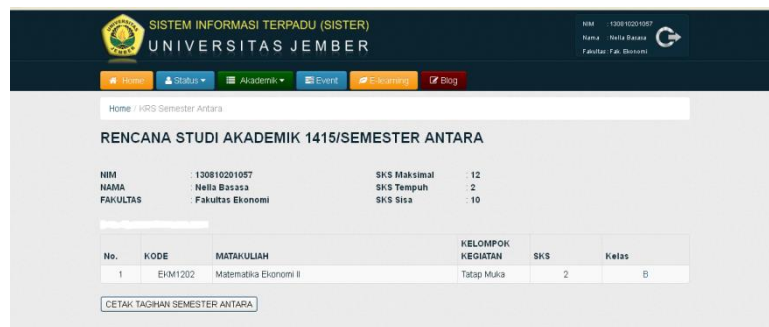 SISTEM INFORMASI TERPADU (SISTER)
UNIVERSITAS JEMBER
NIM : 130810201057
Nama : Nella Basasa
Fakultas: Fak. Ekonomi
Home Status Akademik Event E-learning Blog
Home / KRS Semester Antara
RENCANA STUDI AKADEMIK 1415/SEMESTER ANTARA
NIM : 130810201057 SKS Maksimal : 12
NAMA : Nella Basasa SKS Tempuh : 2
FAKULTAS : Fakultas Ekonomi SKS Sisa : 10
No. KODE MATAKULIAH KELOMPOK KEGIATAN SKS Kelas
1 EKM1202 Matematika Ekonomi II Tatap Muka 2 B
CETAK TAGIHAN SEMESTER ANTARA